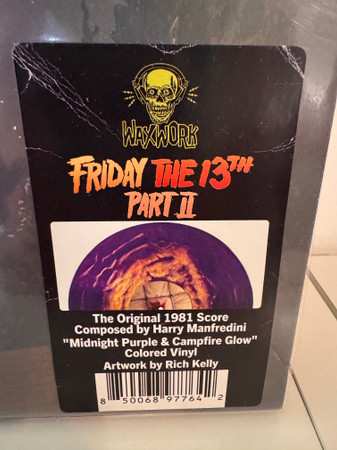 WAXWORK
FRIDAY THE 13TH
PART II
The Original 1981 Score
Composed by Harry Manfredini
"Midnight Purple & Campfire Glow"
Colored Vinyl
Artwork by Rich Kelly
8 50068 97764 2